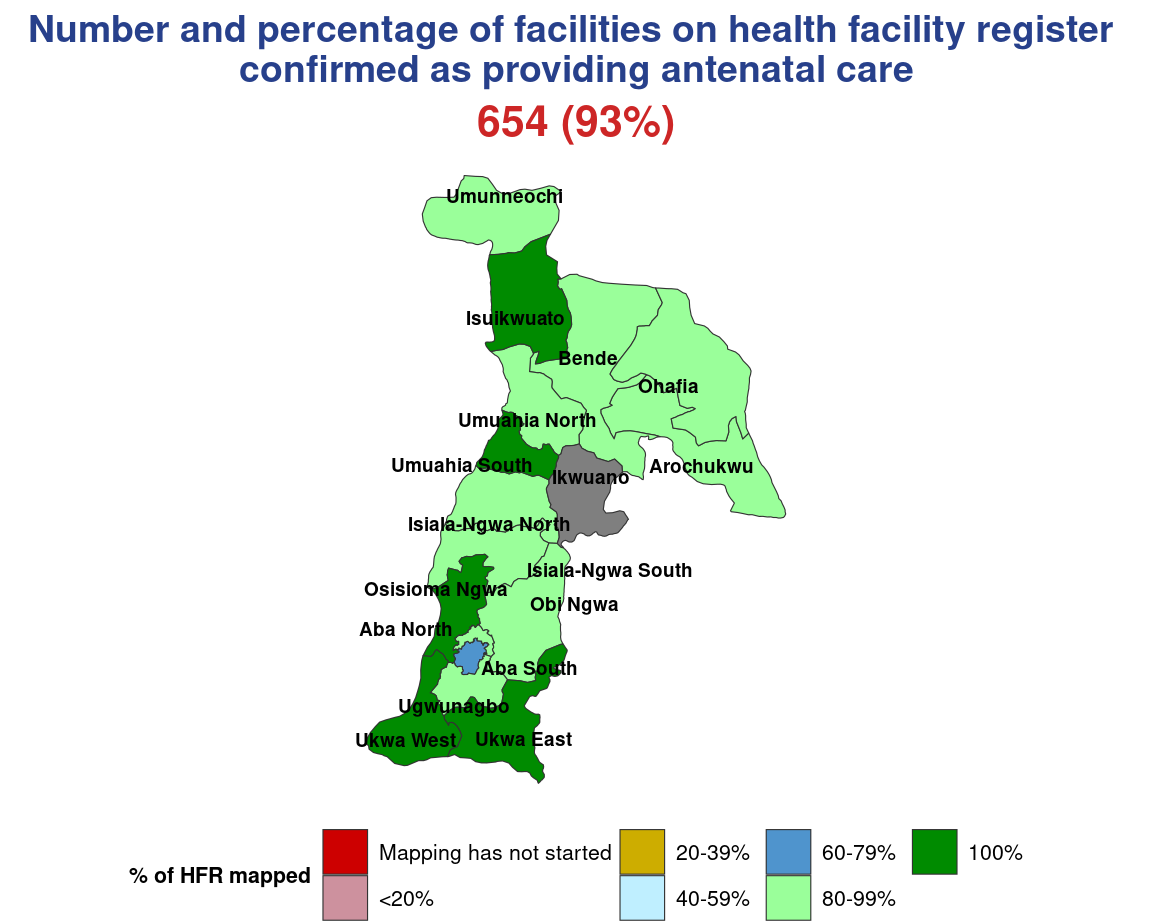 Number and percentage of facilities on health facility register
confirmed as providing antenatal care
654 (93%)
Umunneochi
Isuikwuato
Bende
Ohafia
Umuahia North
Umuahia South
Arochukwu
Ikwuano
Isiala-Ngwa North
Isiala-Ngwa South
Osisioma Ngwa
Obi Ngwa
Aba North
Aba South
Ugwunagbo
Ukwa West
Ukwa East
% of HFR mapped
Mapping has not started
<20%
20-39%
40-59%
60-79%
80-99%
100%